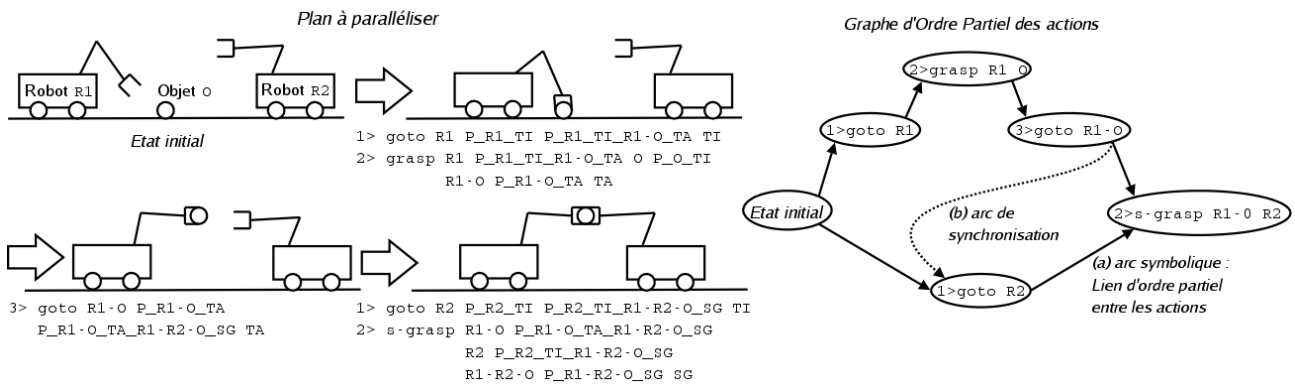 Plan à paralléliser
Robot R1
Objet O
Robot R2
Etat initial
1> goto R1 P_R1_TI P_R1_TI_R1-O_TA TI
2> grasp R1 P_R1_TI_R1-O_TA O P_O_TI
R1-O P_R1-O_TA TA
3> goto R1-O P_R1-O_TA
P_R1-O_TA_R1-R2-O_SG TA
1> goto R2 P_R2_TI P_R2_TI_R1-R2-O_SG TI
2> s-grasp R1-O P_R1-O_TA_R1-R2-O_SG
R2 P_R2_TI_R1-R2-O_SG
R1-R2-O P_R1-R2-O_SG SG
Graphe d'Ordre Partiel des actions
2>grasp R1 O
1>goto R1
3>goto R1-O
Etat initial
2>s-grasp R1-0 R2
(b) arc de
synchronisation
1>goto R2
(a) arc symbolique :
Lien d'ordre partiel
entre les actions